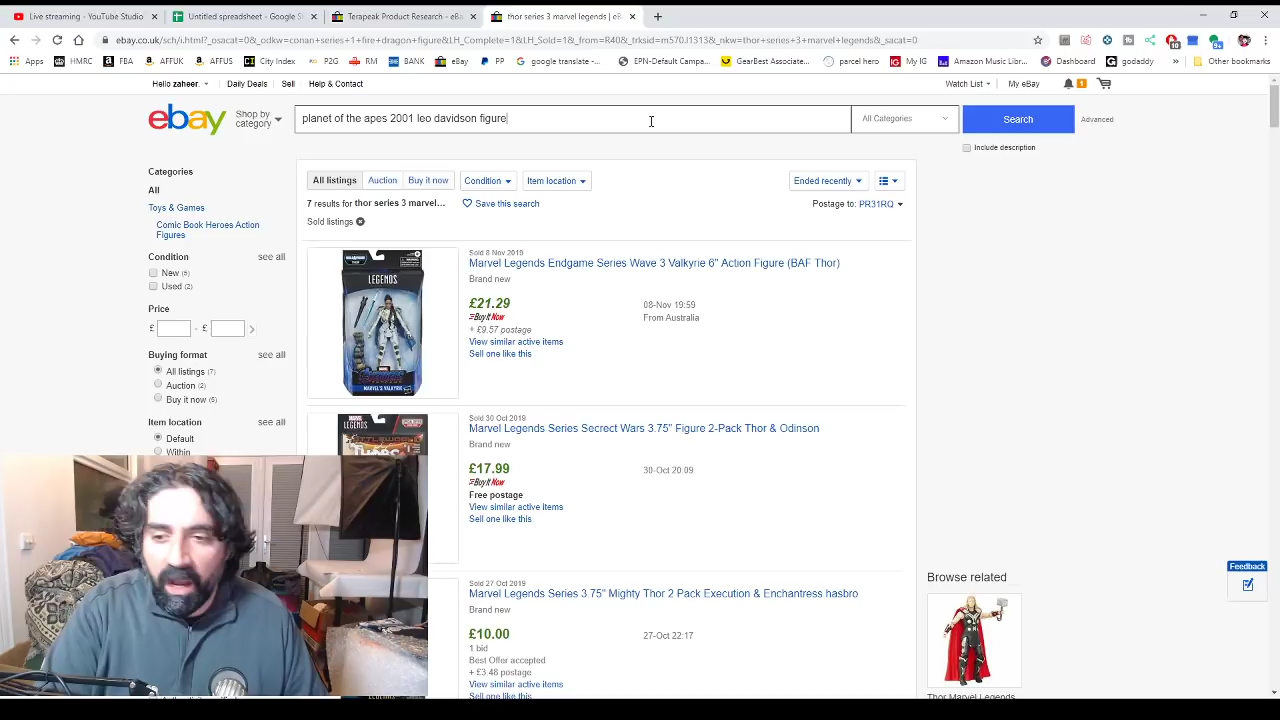 Live streaming - YouTube Studio
Untitled spreadsheet - Google S
Terapeak Product Research - eBa
thor series 3 marvel legends | eB
ebay.co.uk/sch/i.html?_osacat=0&_odkw=conan+series+1+fire+dragon+figure&LH_Complete=1&LH_Sold=1&_from=R40&_trksid=m570.l1313&_nkw=thor+series+3+marvel+legends&_sacat=0
Apps HMRC FBA AFFUK AFFUS City Index P2G RM BANK eBay PP google translate -... EPN-Default Campa... GearBest Associate... parcel hero My IG Amazon Music Libr... Dashboard godaddy » Other bookmarks
Hello zaheer. Daily Deals Sell Help & Contact Watch List My eBay
ebay
Shop by category
planet of the apes 2001 leo davidson figure
All Categories
Search
Advanced
Include description
Categories
All
Toys & Games
Comic Book Heroes Action
Figures
Condition see all
New (5)
Used (2)
Price
£ - £
Buying format see all
All listings (7)
Auction (2)
Buy it now (5)
Item location see all
Default
Within
All listings Auction Buy it now Condition Item location Ended recently
7 results for thor series 3 marvel... Save this search Postage to: PR31RQ
Sold listings
LEGENDS
Sold 8 Nov 2019
Marvel Legends Endgame Series Wave 3 Valkyrie 6" Action Figure (BAF Thor)
Brand new
£21.29 08-Nov 19:59
Buy It Now From Australia
+ £9.57 postage
View similar active items
Sell one like this
LEGENDS
Sold 30 Oct 2019
Marvel Legends Series Secrect Wars 3.75" Figure 2-Pack Thor & Odinson
Brand new
£17.99 30-Oct 20:09
Buy It Now
Free postage
View similar active items
Sell one like this
Sold 27 Oct 2019
Marvel Legends Series 3.75" Mighty Thor 2 Pack Execution & Enchantress hasbro
Brand new
£10.00 27-Oct 22:17
1 bid
Best Offer accepted
+ £3.48 postage
View similar active items
Sell one like this
Browse related
Thor Marvel Legends
Feedback